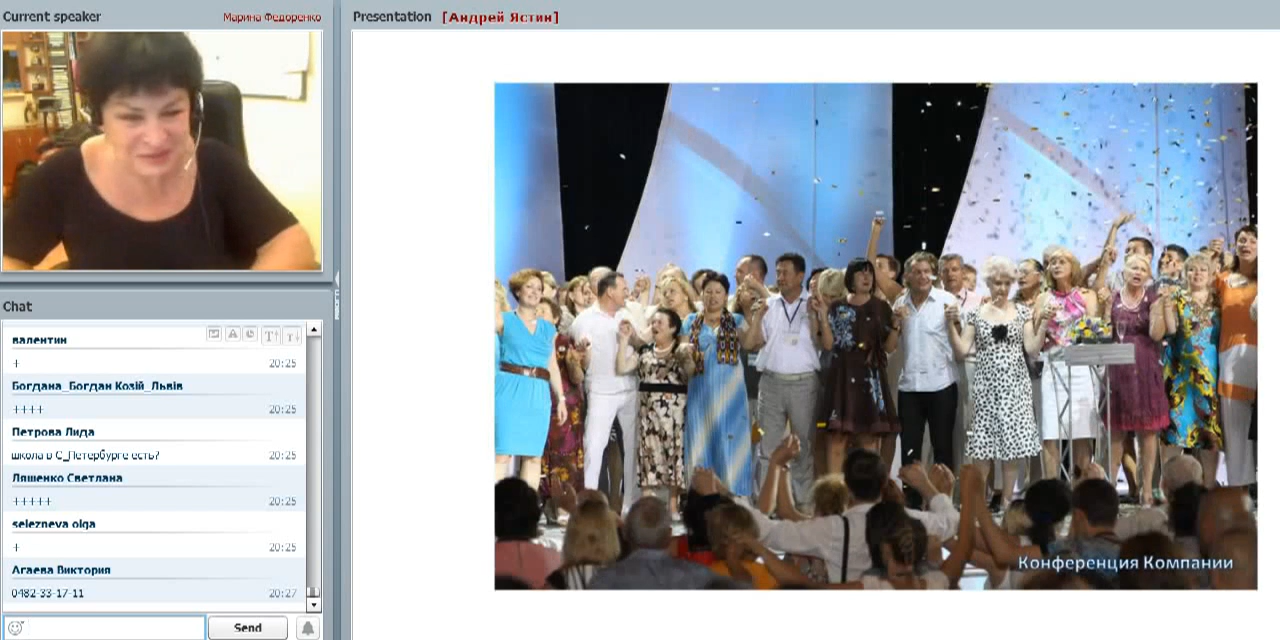 Current speaker
Марина Федоренко
Presentation [Андрей Ястин]
Chat
валентин
+ 20:25
Богдана_Богдан Козій_Львів
++++ 20:25
Петрова Лида
школа в С_Петербурге есть? 20:25
Ляшенко Светлана
+++++ 20:25
selezneva olga
+ 20:25
Агаева Виктория
0482-33-17-11 20:27
Send
Конференция Компании